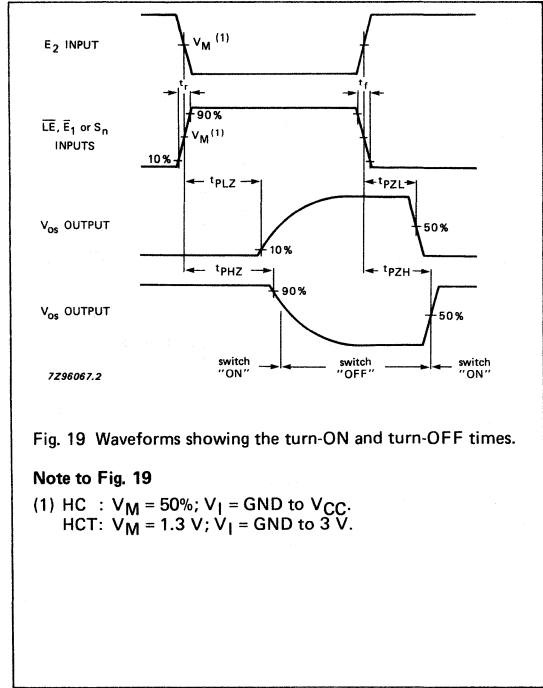 E2 INPUT
VM (1)
tr
tf
LE, E1 or Sn
INPUTS
90%
VM (1)
10%
tPLZ
tPZL
VOS OUTPUT
10%
50%
tPHZ
tPZH
90%
VOS OUTPUT
50%
switch "ON"
switch "OFF"
switch "ON"
7Z96067.2
Fig. 19 Waveforms showing the turn-ON and turn-OFF times.
Note to Fig. 19
(1) HC : VM = 50%; VI = GND to VCC.
HCT: VM = 1.3 V; VI = GND to 3 V.